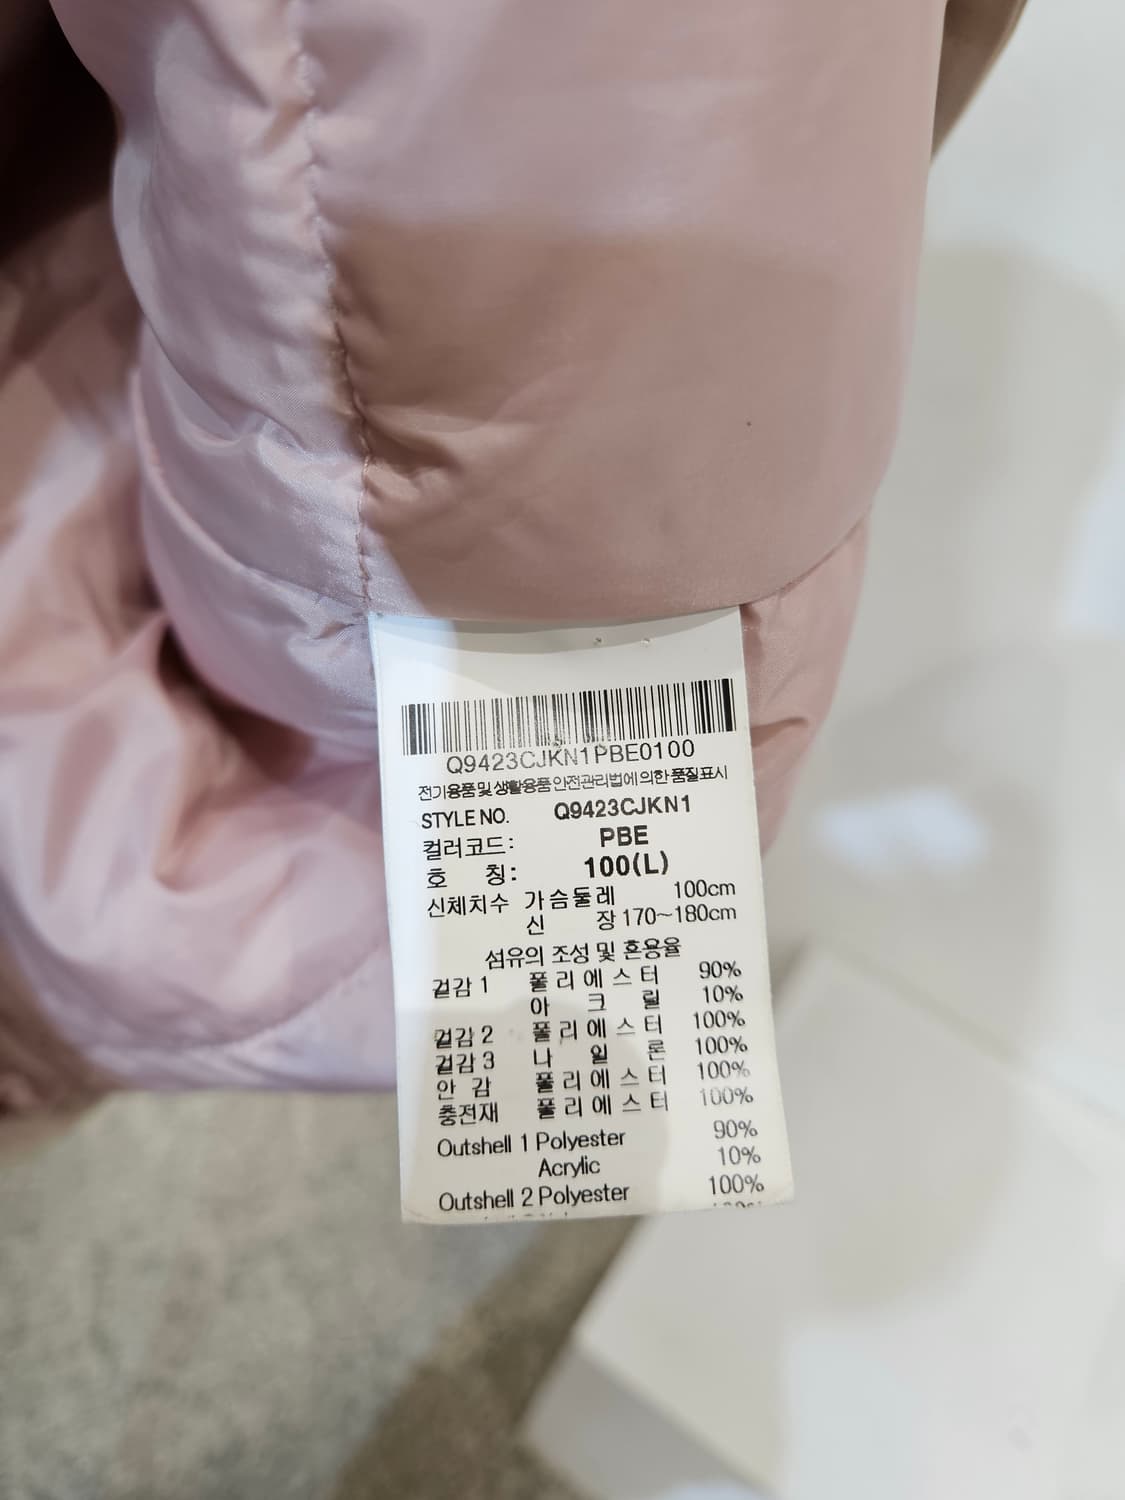 Q9423CJKN1PBE0100
전기용품및생활용품안전관리법에의한품질표시
STYLE NO. Q9423CJKN1
컬러코드: PBE
호 칭: 100(L)
신체치수 가슴둘레 100cm
신 장 170~180cm
섬유의 조성 및 혼용율
겉감 1 폴리에스터 90%
아 크 릴 10%
겉감 2 폴리에스터 100%
겉감 3 나 일 론 100%
안 감 폴리에스터 100%
충전재 폴리에스터 100%
Outshell 1 Polyester 90%
Acrylic 10%
Outshell 2 Polyester 100%